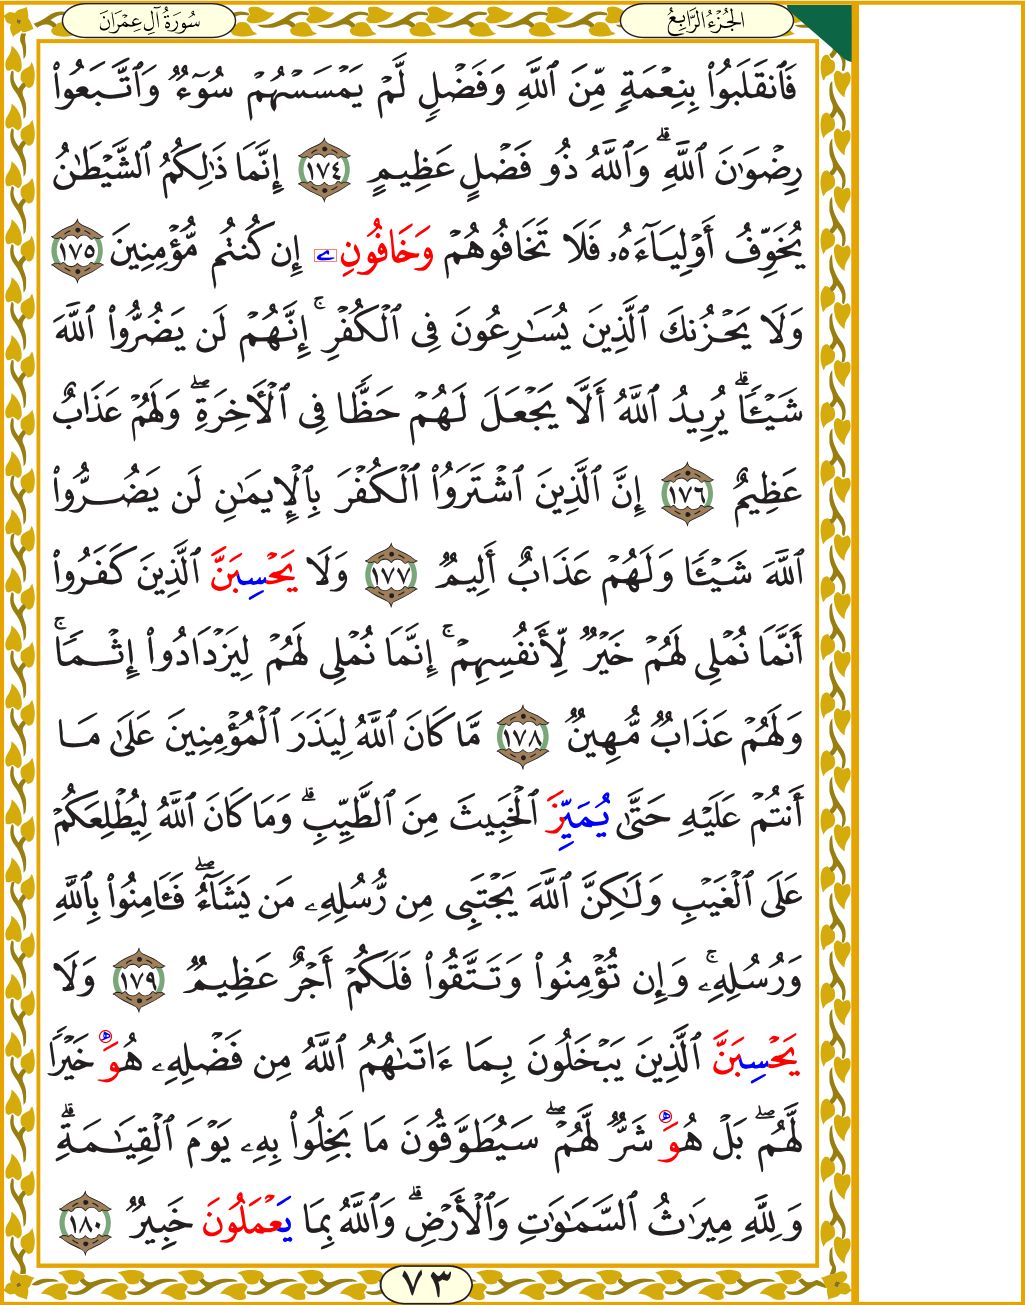 الجُزْءُ الرَّابِعُ
سُورَةُ آلِ عِمْرَانَ
فَٱنقَلَبُواْ بِنِعۡمَةٖ مِّنَ ٱللَّهِ وَفَضۡلٖ لَّمۡ يَمۡسَسۡهُمۡ سُوٓءٞ وَٱتَّبَعُواْ
رِضۡوَٰنَ ٱللَّهِۗ وَٱللَّهُ ذُو فَضۡلٍ عَظِيمٍ ١٧٤ إِنَّمَا ذَٰلِكُمُ ٱلشَّيۡطَٰنُ
يُخَوِّفُ أَوۡلِيَآءَهُۥ فَلَا تَخَافُوهُمۡ وَخَافُونِۦ إِن كُنتُم مُّؤۡمِنِينَ ١٧٥
وَلَا يَحۡزُنكَ ٱلَّذِينَ يُسَٰرِعُونَ فِي ٱلۡكُفۡرِۚ إِنَّهُمۡ لَن يَضُرُّواْ ٱللَّهَ
شَيۡـٔٗاۗ يُرِيدُ ٱللَّهُ أَلَّا يَجۡعَلَ لَهُمۡ حَظّٗا فِي ٱلۡأٓخِرَةِۖ وَلَهُمۡ عَذَابٌ
عَظِيمٌ ١٧٦ إِنَّ ٱلَّذِينَ ٱشۡتَرَوُاْ ٱلۡكُفۡرَ بِٱلۡإِيمَٰنِ لَن يَضُرُّواْ
ٱللَّهَ شَيۡـٔٗا وَلَهُمۡ عَذَابٌ أَلِيمٞ ١٧٧ وَلَا يَحۡسِبَنَّ ٱلَّذِينَ كَفَرُواْ
أَنَّمَا نُمۡلِي لَهُمۡ خَيۡرٞ لِّأَنفُسِهِمۡۚ إِنَّمَا نُمۡلِي لَهُمۡ لِيَزۡدَادُواْ إِثۡمٗاۚ
وَلَهُمۡ عَذَابٞ مُّهِينٞ ١٧٨ مَّا كَانَ ٱللَّهُ لِيَذَرَ ٱلۡمُؤۡمِنِينَ عَلَىٰ مَا
أَنتُمۡ عَلَيۡهِ حَتَّىٰ يُمَيِّزَ ٱلۡخَبِيثَ مِنَ ٱلطَّيِّبِۗ وَمَا كَانَ ٱللَّهُ لِيُطۡلِعَكُمۡ
عَلَى ٱلۡغَيۡبِ وَلَٰكِنَّ ٱللَّهَ يَجۡتَبِي مِن رُّسُلِهِۦ مَن يَشَآءُۖ فَـَٔامِنُواْ بِٱللَّهِ
وَرُسُلِهِۦۚ وَإِن تُؤۡمِنُواْ وَتَتَّقُواْ فَلَكُمۡ أَجۡرٌ عَظِيمٞ ١٧٩ وَلَا
يَحۡسِبَنَّ ٱلَّذِينَ يَبۡخَلُونَ بِمَآ ءَاتَىٰهُمُ ٱللَّهُ مِن فَضۡلِهِۦ هُوَ خَيۡرٗا
لَّهُمۖ بَلۡ هُوَ شَرّٞ لَّهُمۡۖ سَيُطَوَّقُونَ مَا بَخِلُواْ بِهِۦ يَوۡمَ ٱلۡقِيَٰمَةِۗ
وَلِلَّهِ مِيرَٰثُ ٱلسَّمَٰوَٰتِ وَٱلۡأَرۡضِۗ وَٱللَّهُ بِمَا يَعۡمَلُونَ خَبِيرٞ ١٨٠
٧٣